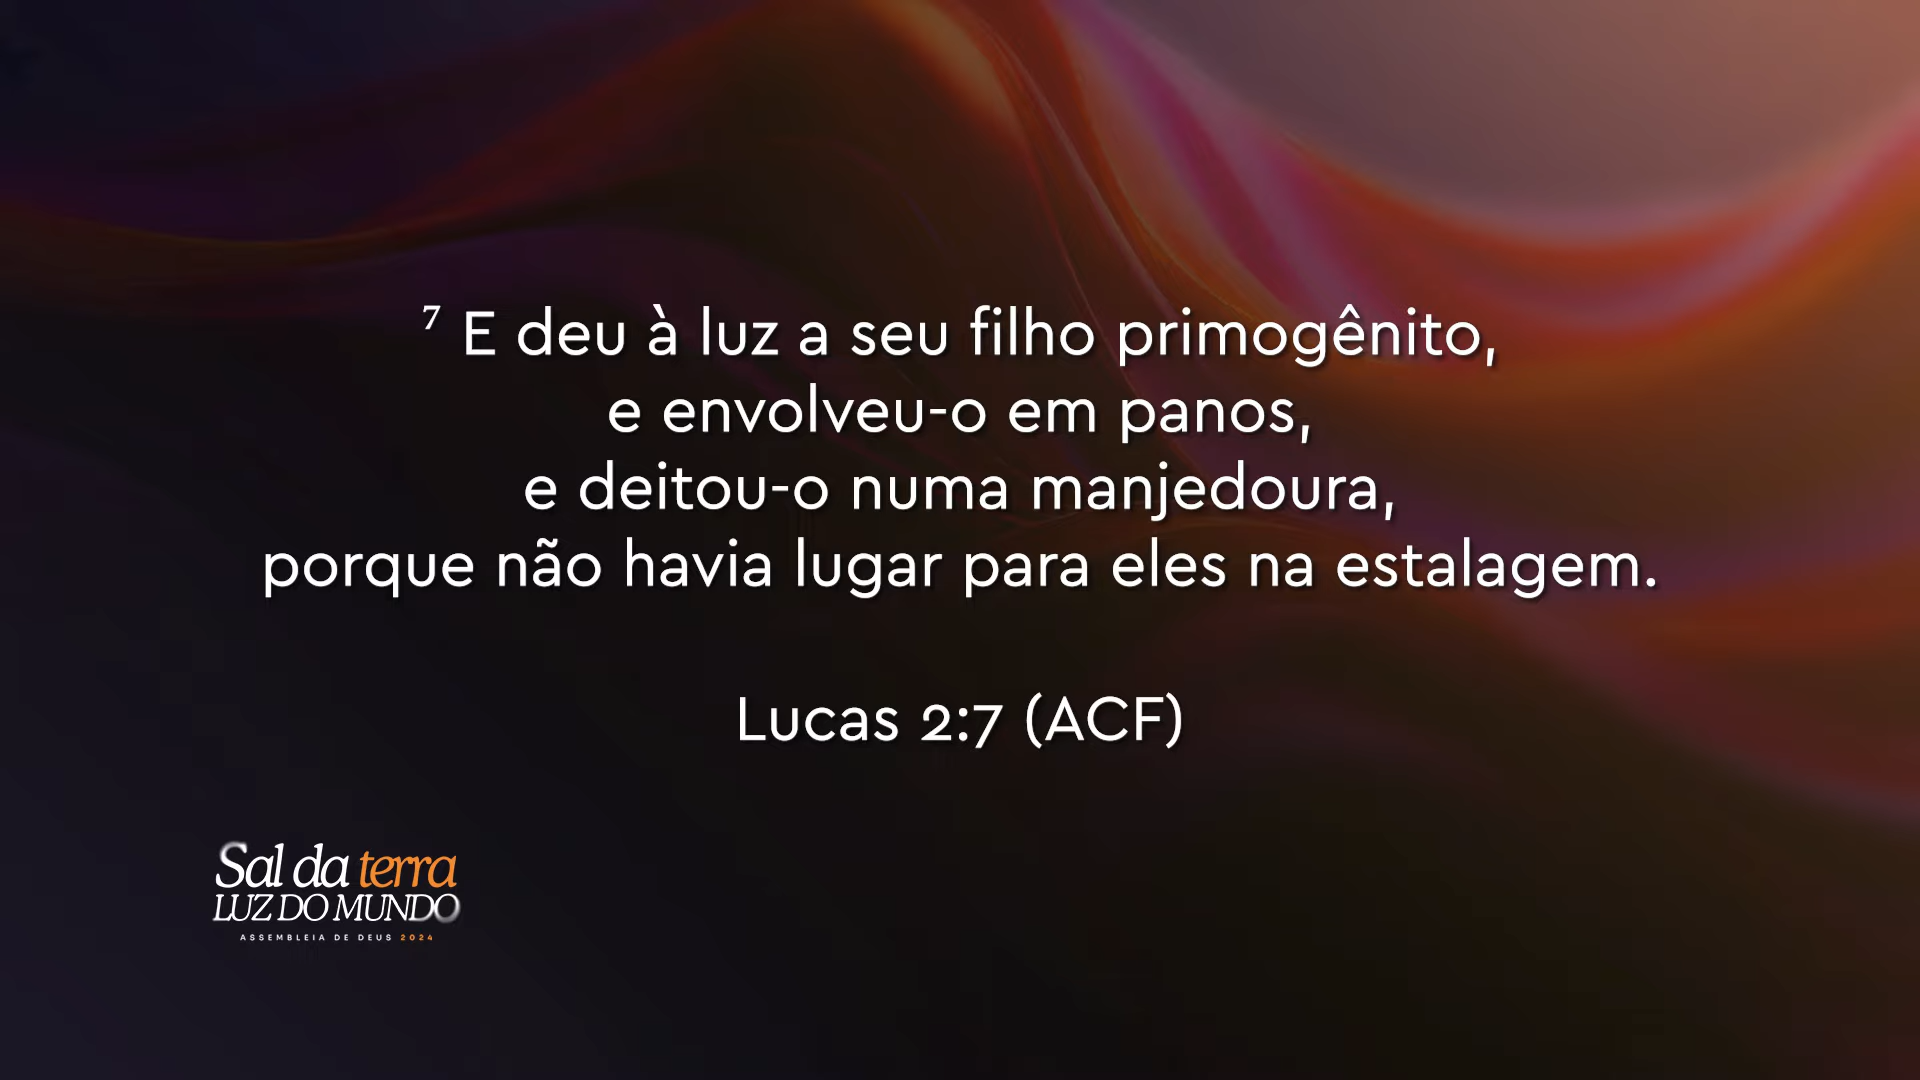 ⁷ E deu à luz a seu filho primogênito,
e envolveu-o em panos,
e deitou-o numa manjedoura,
porque não havia lugar para eles na estalagem.
Lucas 2:7 (ACF)
Sal da terra
LUZ DO MUNDO
ASSEMBLEIA DE DEUS 2024